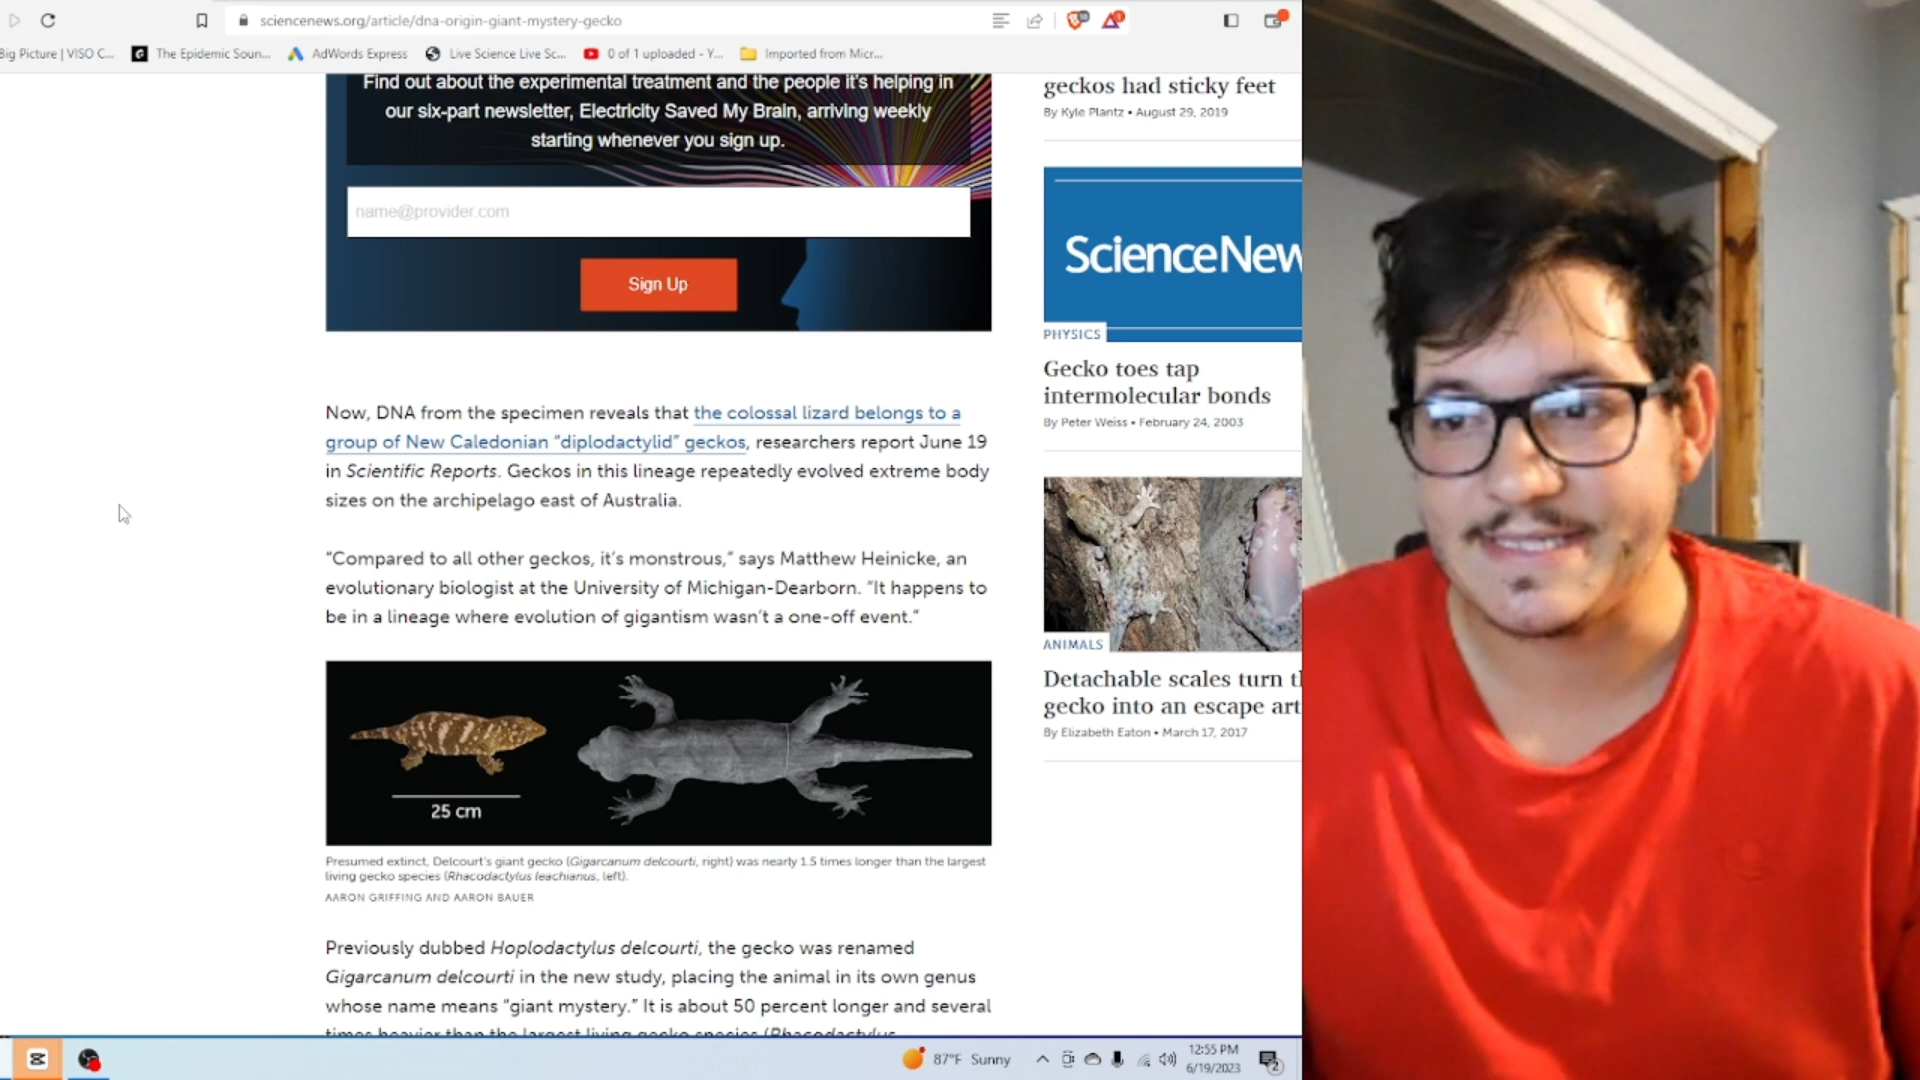 sciencenews.org/article/dna-origin-giant-mystery-gecko
Big Picture | VISO C...
The Epidemic Soun...
AdWords Express
Live Science Live Sc...
0 of 1 uploaded - Y...
Imported from Micr...
Find out about the experimental treatment and the people it's helping in
our six-part newsletter, Electricity Saved My Brain, arriving weekly
starting whenever you sign up.
name@provider.com
Sign Up
Now, DNA from the specimen reveals that the colossal lizard belongs to a
group of New Caledonian “diplodactylid” geckos, researchers report June 19
in Scientific Reports. Geckos in this lineage repeatedly evolved extreme body
sizes on the archipelago east of Australia.
“Compared to all other geckos, it’s monstrous,” says Matthew Heinicke, an
evolutionary biologist at the University of Michigan-Dearborn. “It happens to
be in a lineage where evolution of gigantism wasn’t a one-off event.”
25 cm
Presumed extinct, Delcourt’s giant gecko (Gigarcanum delcourti, right) was nearly 1.5 times longer than the largest
living gecko species (Rhacodactylus leachianus, left).
AARON GRIFFING AND AARON BAUER
Previously dubbed Hoplodactylus delcourti, the gecko was renamed
Gigarcanum delcourti in the new study, placing the animal in its own genus
whose name means “giant mystery.” It is about 50 percent longer and several
times heavier than the largest living gecko species (Rhacodactylus
geckos had sticky feet
By Kyle Plantz • August 29, 2019
ScienceNew
PHYSICS
Gecko toes tap
intermolecular bonds
By Peter Weiss • February 24, 2003
ANIMALS
Detachable scales turn t
gecko into an escape art
By Elizabeth Eaton • March 17, 2017
87°F Sunny
12:55 PM
6/19/2023
2